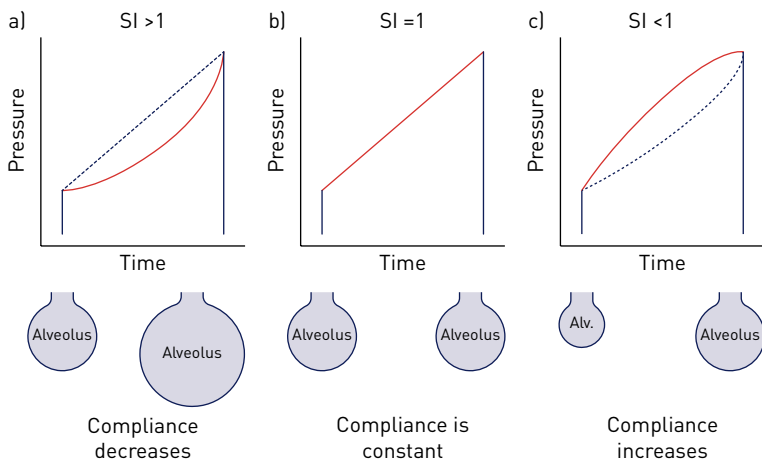 a) SI >1
Pressure
Time
Alveolus
Alveolus
Compliance
decreases
b) SI =1
Pressure
Time
Alveolus
Alveolus
Compliance is
constant
c) SI <1
Pressure
Time
Alv.
Alveolus
Compliance
increases